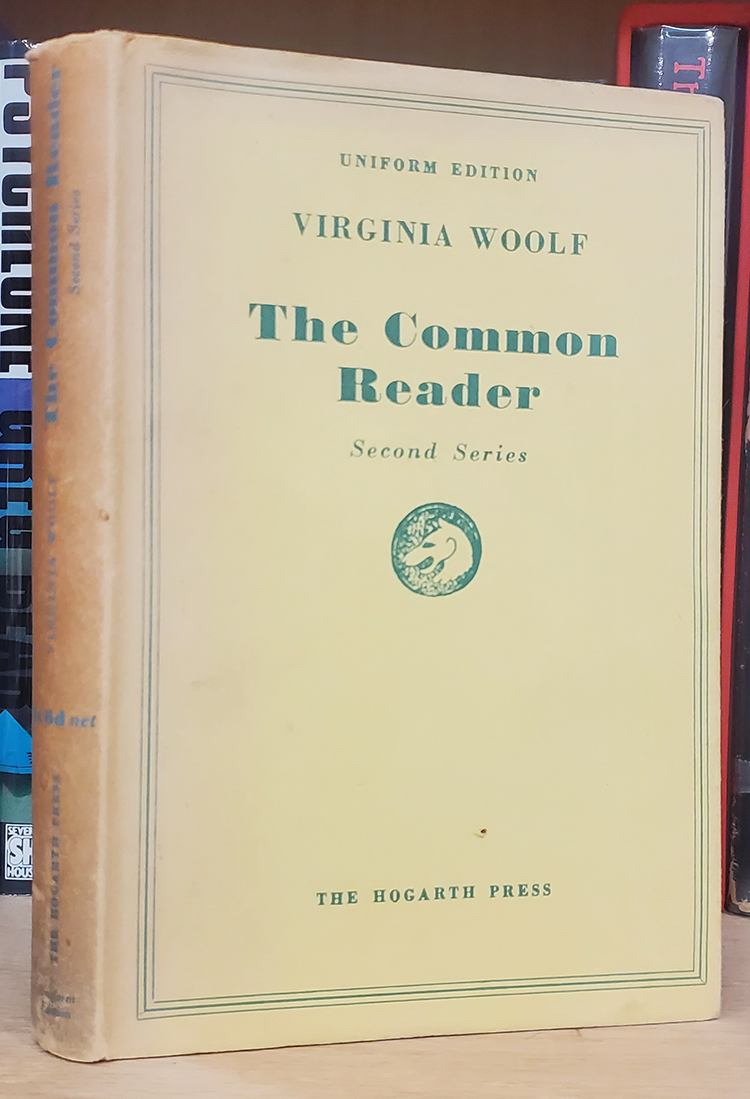 UNIFORM EDITION
VIRGINIA WOOLF
The Common
Reader
Second Series
THE HOGARTH PRESS
The Common Reader
Second Series
VIRGINIA WOOLF
6d net
THE HOGARTH PRESS
SH